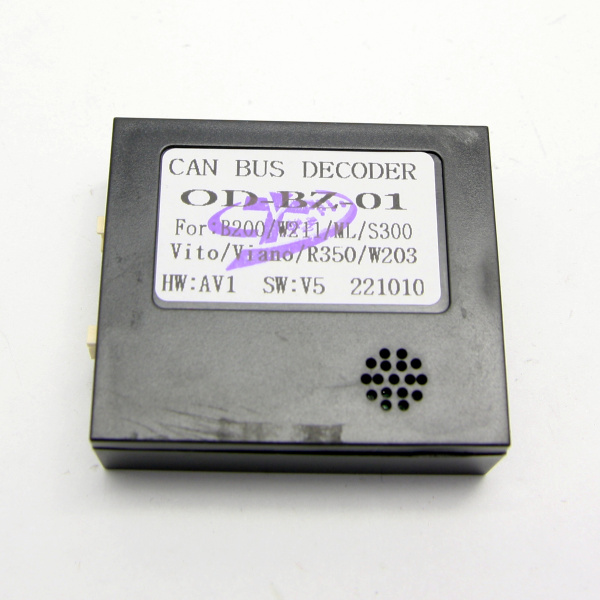 CAN BUS DECODER
OD-BZ-01
For:B200/W211/ML/S300
Vito/Viano/R350/W203
HW:AV1 SW:V5 221010